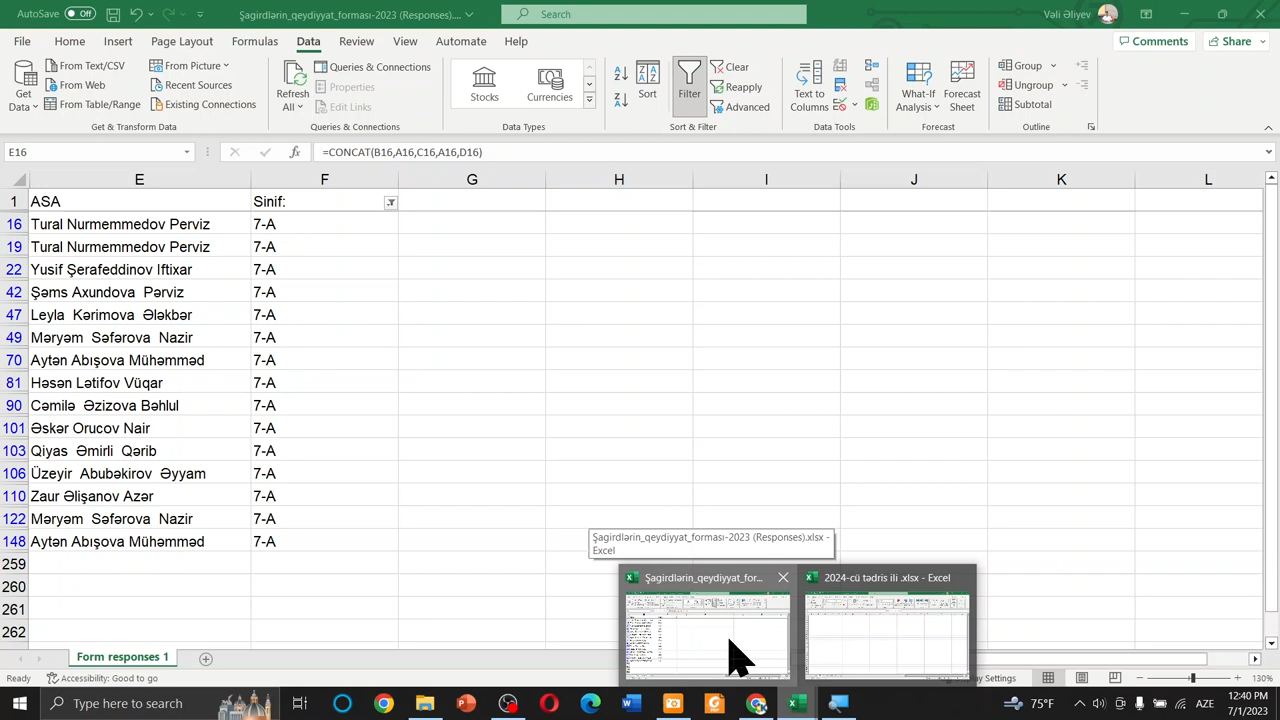 AutoSave Off Şagirdlərin_qeydiyyat_forması-2023 (Responses).... Search Vəli Əliyev
File Home Insert Page Layout Formulas Data Review View Automate Help Comments Share
Get Data
From Text/CSV
From Web
From Table/Range
From Picture
Recent Sources
Existing Connections
Get & Transform Data
Refresh All
Queries & Connections
Properties
Edit Links
Queries & Connections
Stocks
Currencies
Data Types
Sort
Filter
Clear
Reapply
Advanced
Sort & Filter
Text to Columns
Data Tools
What-If Analysis
Forecast Sheet
Forecast
Group
Ungroup
Subtotal
Outline
E16 fx =CONCAT(B16,A16,C16,A16,D16)
E F G H I J K L
1 ASA Sinif:
16 Tural Nurmemmedov Perviz 7-A
19 Tural Nurmemmedov Perviz 7-A
22 Yusif Şerafeddinov Iftixar 7-A
42 Şəms Axundova  Pərviz 7-A
47 Leyla  Kərimova  Ələkbər 7-A
49 Məryəm  Səfərova  Nazir 7-A
70 Aytən Abışova Mühəmməd 7-A
81 Həsən Lətifov Vüqar 7-A
90 Cəmilə  Əzizova Bəhlul 7-A
101 Əskər Orucov Nair 7-A
103 Qiyas  Əmirli  Qərib 7-A
106 Üzeyir  Abubəkirov  Əyyam 7-A
110 Zaur Əlişanov Azər 7-A
122 Məryəm  Səfərova  Nazir 7-A
148 Aytən Abışova Mühəmməd 7-A
259
260
261
262
Şagirdlərin_qeydiyyat_forması-2023 (Responses).xlsx -
Excel
Şagirdlərin_qeydiyyat_for...
2024-cü tədris ili .xlsx - Excel
Form responses 1
Ready Accessibility: Good to go Settings 130%
Type here to search 75°F AZE 12:40 PM
7/1/2023